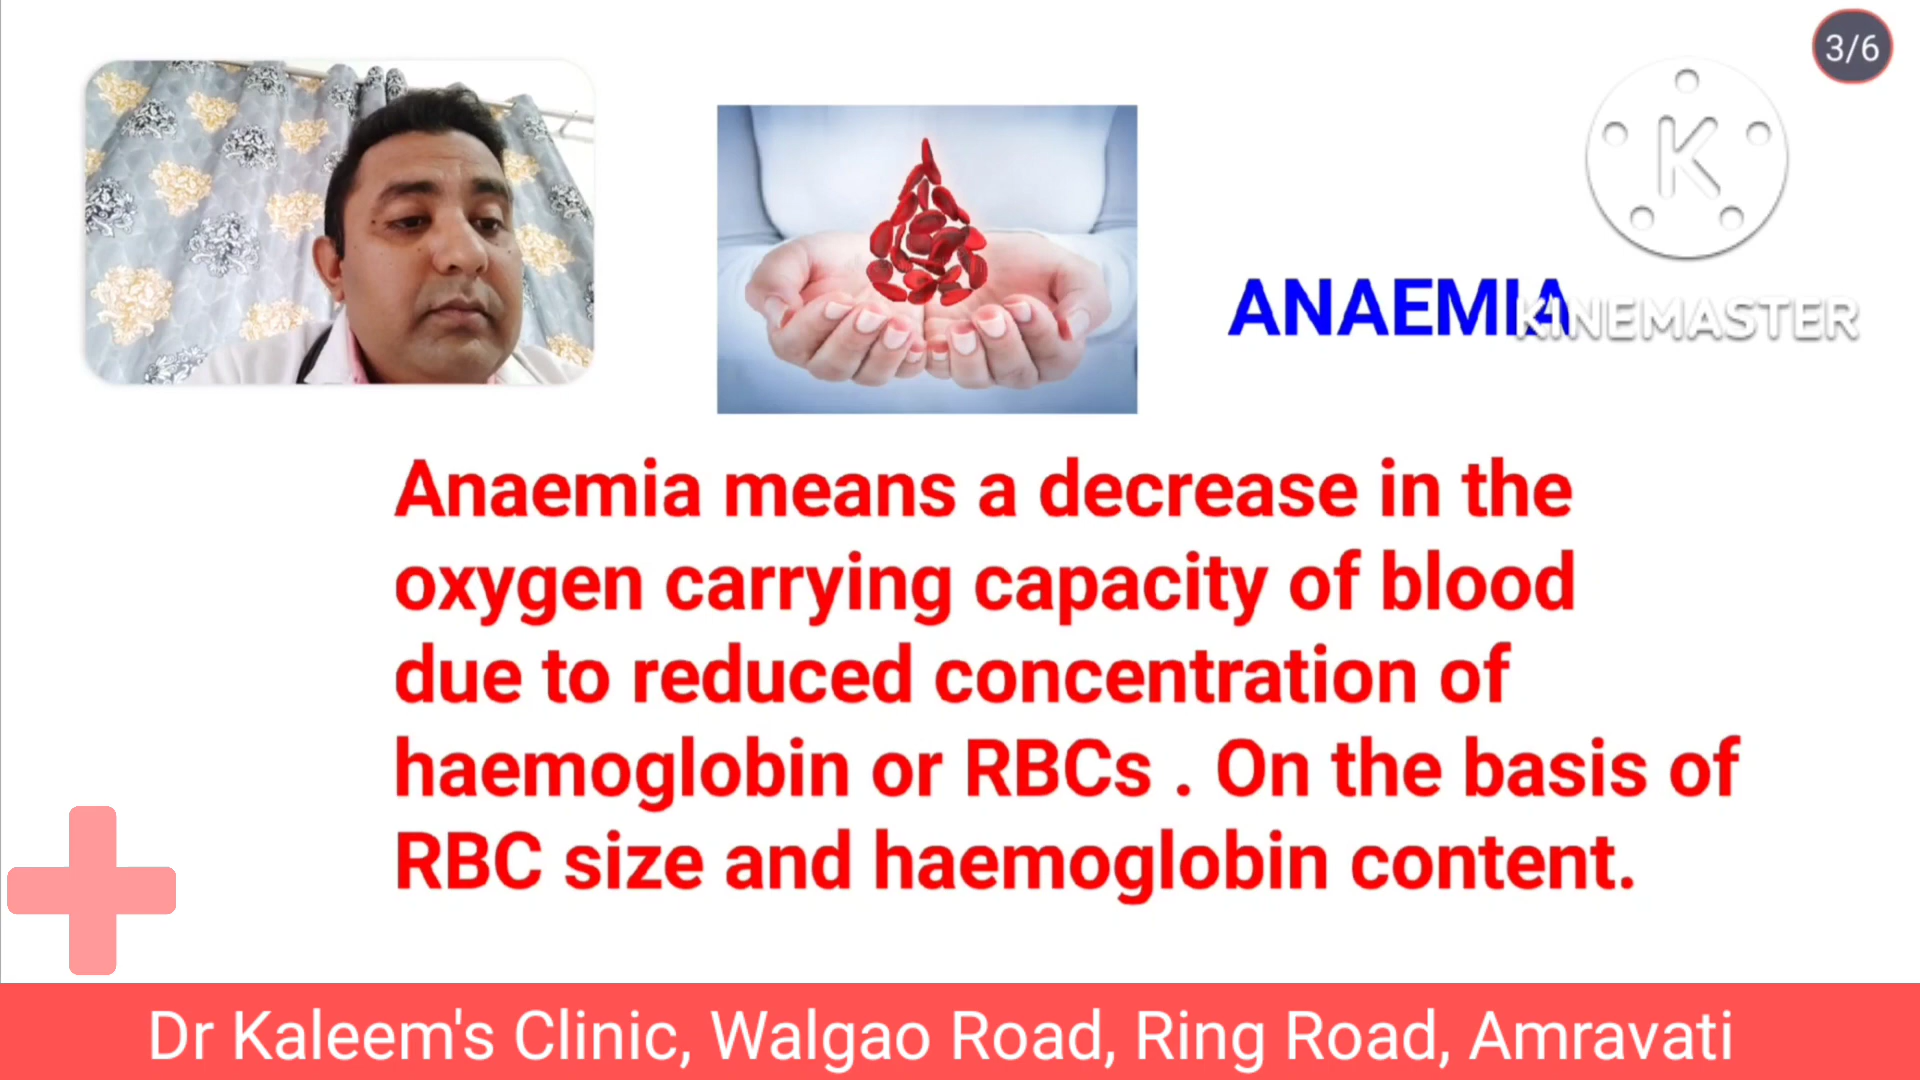 3/6
K
ANAEMIA
KINEMASTER
Anaemia means a decrease in the
oxygen carrying capacity of blood
due to reduced concentration of
haemoglobin or RBCs . On the basis of
RBC size and haemoglobin content.
Dr Kaleem's Clinic, Walgao Road, Ring Road, Amravati